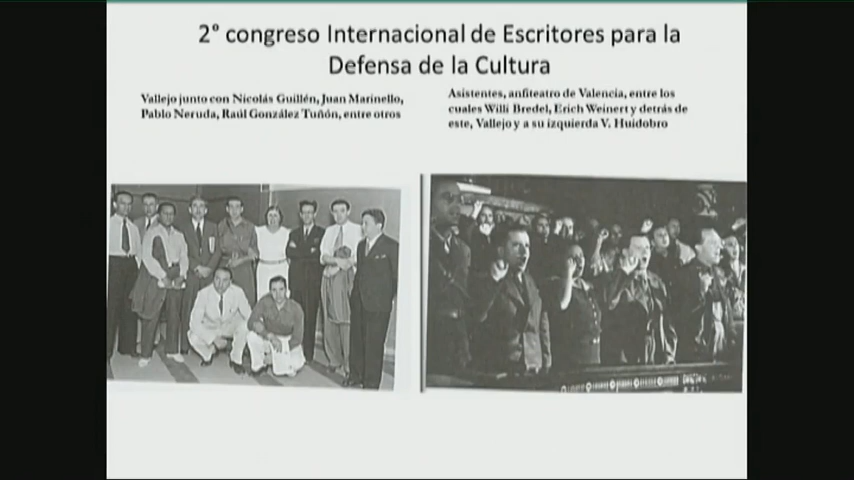 2° congreso Internacional de Escritores para la
Defensa de la Cultura
Vallejo junto con Nicolás Guillén, Juan Marinello,
Pablo Neruda, Raúl González Tuñón, entre otros
Asistentes, anfiteatro de Valencia, entre los
cuales Willi Bredel, Erich Weinert y detrás de
este, Vallejo y a su izquierda V. Huidobro